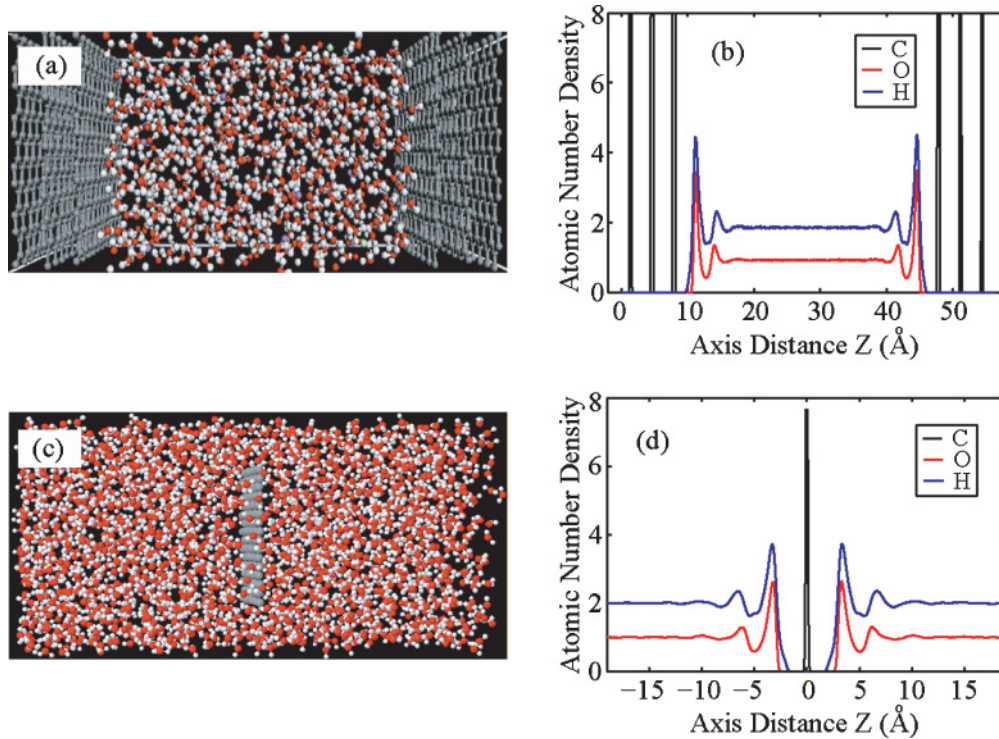 (a)
(b)
8
6
4
2
0
Atomic Number Density
C
O
H
0 10 20 30 40 50
Axis Distance Z (Å)
(c)
(d)
8
6
4
2
0
Atomic Number Density
C
O
H
−15 −10 −5 0 5 10 15
Axis Distance Z (Å)